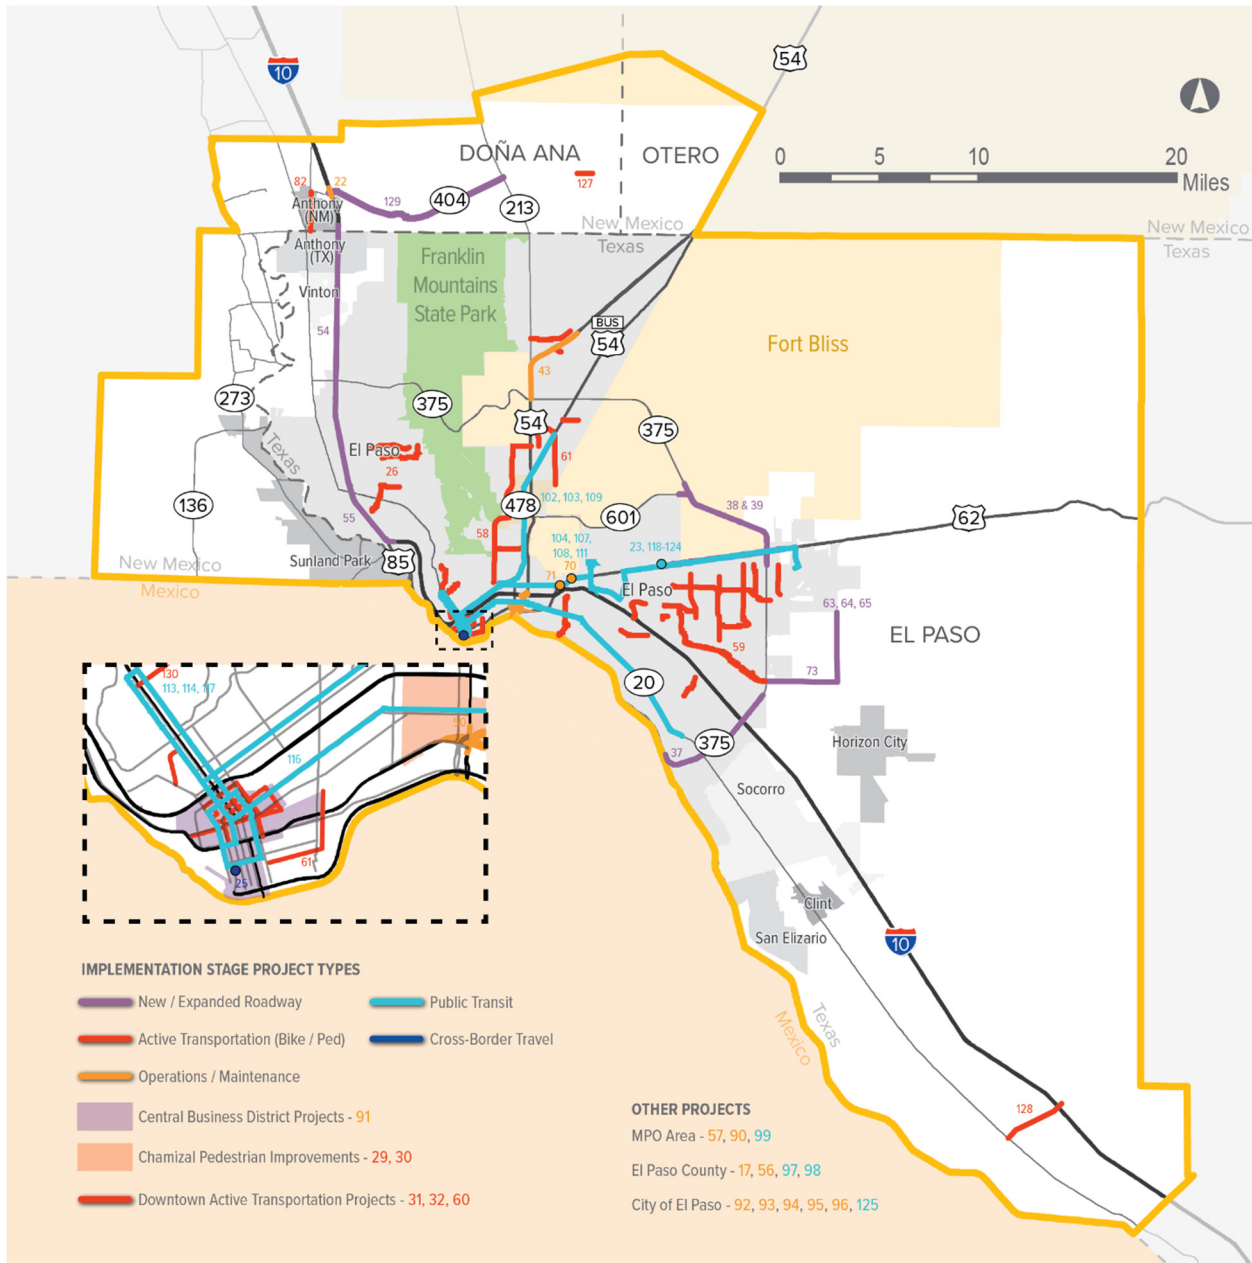 54
10
0 5 10 20
Miles
DOÑA ANA
OTERO
82
22
127
129
404
213
Anthony
(NM)
New Mexico
Texas
New Mexico
Texas
Anthony
(TX)
Franklin
Mountains
State Park
Vinton
BUS
54
54
Fort Bliss
43
273
375
54
375
Texas
El Paso
61
26
136
478
102, 103, 109
38 & 39
601
62
55
58
104, 107,
108, 111
23, 118-124
New Mexico
Mexico
Sunland Park
85
70
71
El Paso
63, 64, 65
EL PASO
59
73
20
130
113, 114, 117
375
37
50
116
Horizon City
Socorro
61
25
Clint
San Elizario
10
Texas
Mexico
128
IMPLEMENTATION STAGE PROJECT TYPES
New / Expanded Roadway
Public Transit
Active Transportation (Bike / Ped)
Cross-Border Travel
Operations / Maintenance
Central Business District Projects - 91
Chamizal Pedestrian Improvements - 29, 30
Downtown Active Transportation Projects - 31, 32, 60
OTHER PROJECTS
MPO Area - 57, 90, 99
El Paso County - 17, 56, 97, 98
City of El Paso - 92, 93, 94, 95, 96, 125